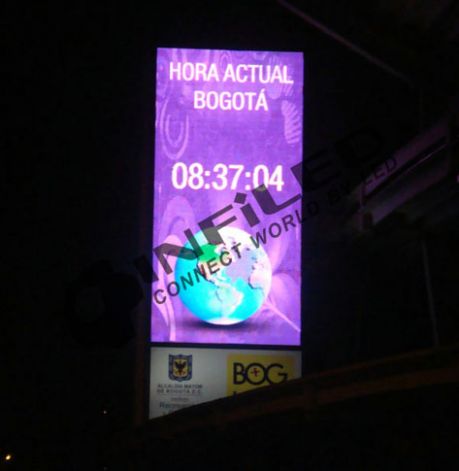 HORA ACTUAL
BOGOTÁ
08:37:04
INFiLED
CONNECT WORLD BY LED
ALCALDÍA MAYOR
DE BOGOTÁ D.C.
BOG